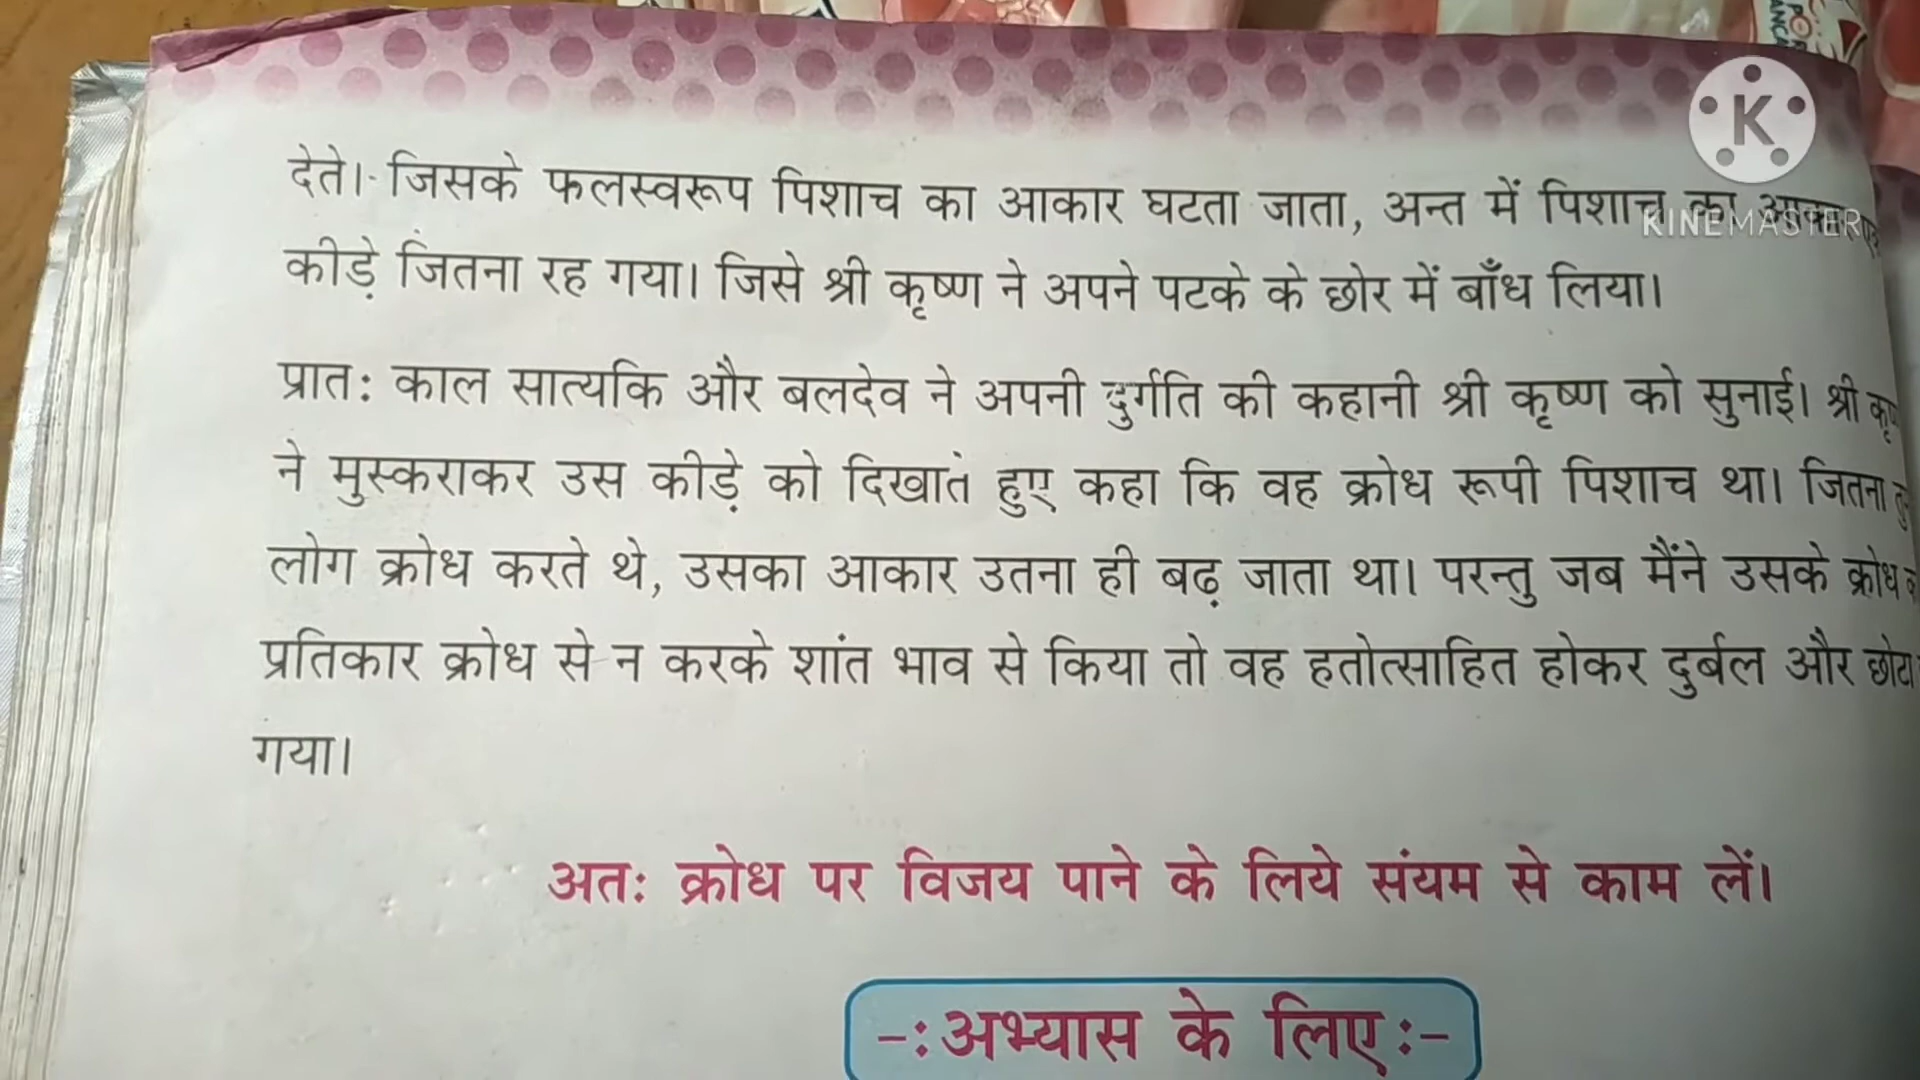 देते। जिसके फलस्वरूप पिशाच का आकार घटता जाता, अन्त में पिशाच का आकार
कीड़े जितना रह गया। जिसे श्री कृष्ण ने अपने पटके के छोर में बाँध लिया।
प्रात: काल सात्यकि और बलदेव ने अपनी दुर्गति की कहानी श्री कृष्ण को सुनाई। श्री
ने मुस्कराकर उस कीड़े को दिखाते हुए कहा कि वह क्रोध रूपी पिशाच था। जितना
लोग क्रोध करते थे, उसका आकार उतना ही बढ़ जाता था। परन्तु जब मैंने उसके क्रोध
प्रतिकार क्रोध से न करके शांत भाव से किया तो वह हतोत्साहित होकर दुर्बल और छोटा
गया।
अत: क्रोध पर विजय पाने के लिये संयम से काम लें।
-: अभ्यास के लिए :-
K
KINEMASTER